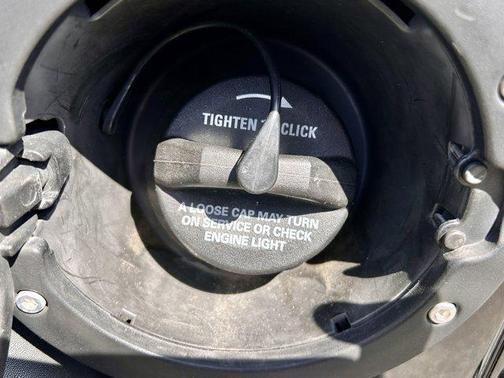 TIGHTEN CLICK
A LOOSE CAP MAY TURN
ON SERVICE OR CHECK
ENGINE LIGHT